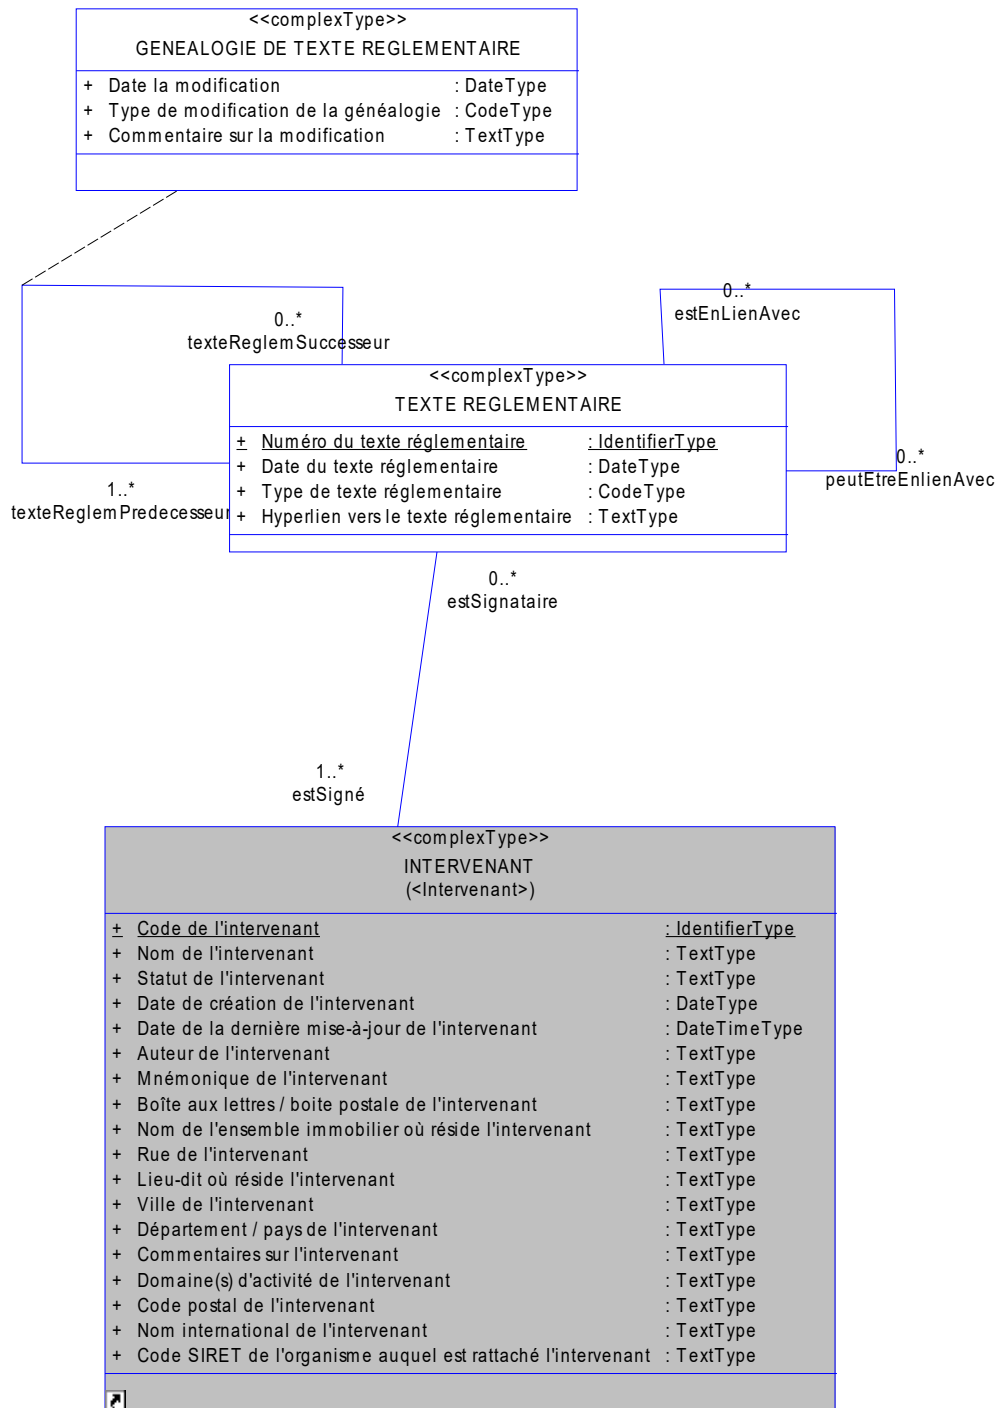 <<complexType>>
GENEALOGIE DE TEXTE REGLEMENTAIRE
+ Date la modification : DateType
+ Type de modification de la généalogie : CodeType
+ Commentaire sur la modification : TextType
0..*
texteReglemSuccesseur
0..*
estEnLienAvec
<<complexType>>
TEXTE REGLEMENTAIRE
+ Numéro du texte réglementaire : IdentifierType
+ Date du texte réglementaire : DateType
+ Type de texte réglementaire : CodeType
+ Hyperlien vers le texte réglementaire : TextType
0..*
peutEtreEnlienAvec
1..*
texteReglemPredecesseur
0..*
estSignataire
1..*
estSigné
<<complexType>>
INTERVENANT
(<Intervenant>)
+ Code de l'intervenant : IdentifierType
+ Nom de l'intervenant : TextType
+ Statut de l'intervenant : TextType
+ Date de création de l'intervenant : DateType
+ Date de la dernière mise-à-jour de l'intervenant : DateTimeType
+ Auteur de l'intervenant : TextType
+ Mnémonique de l'intervenant : TextType
+ Boîte aux lettres / boite postale de l'intervenant : TextType
+ Nom de l'ensemble immobilier où réside l'intervenant : TextType
+ Rue de l'intervenant : TextType
+ Lieu-dit où réside l'intervenant : TextType
+ Ville de l'intervenant : TextType
+ Département / pays de l'intervenant : TextType
+ Commentaires sur l'intervenant : TextType
+ Domaine(s) d'activité de l'intervenant : TextType
+ Code postal de l'intervenant : TextType
+ Nom international de l'intervenant : TextType
+ Code SIRET de l'organisme auquel est rattaché l'intervenant : TextType